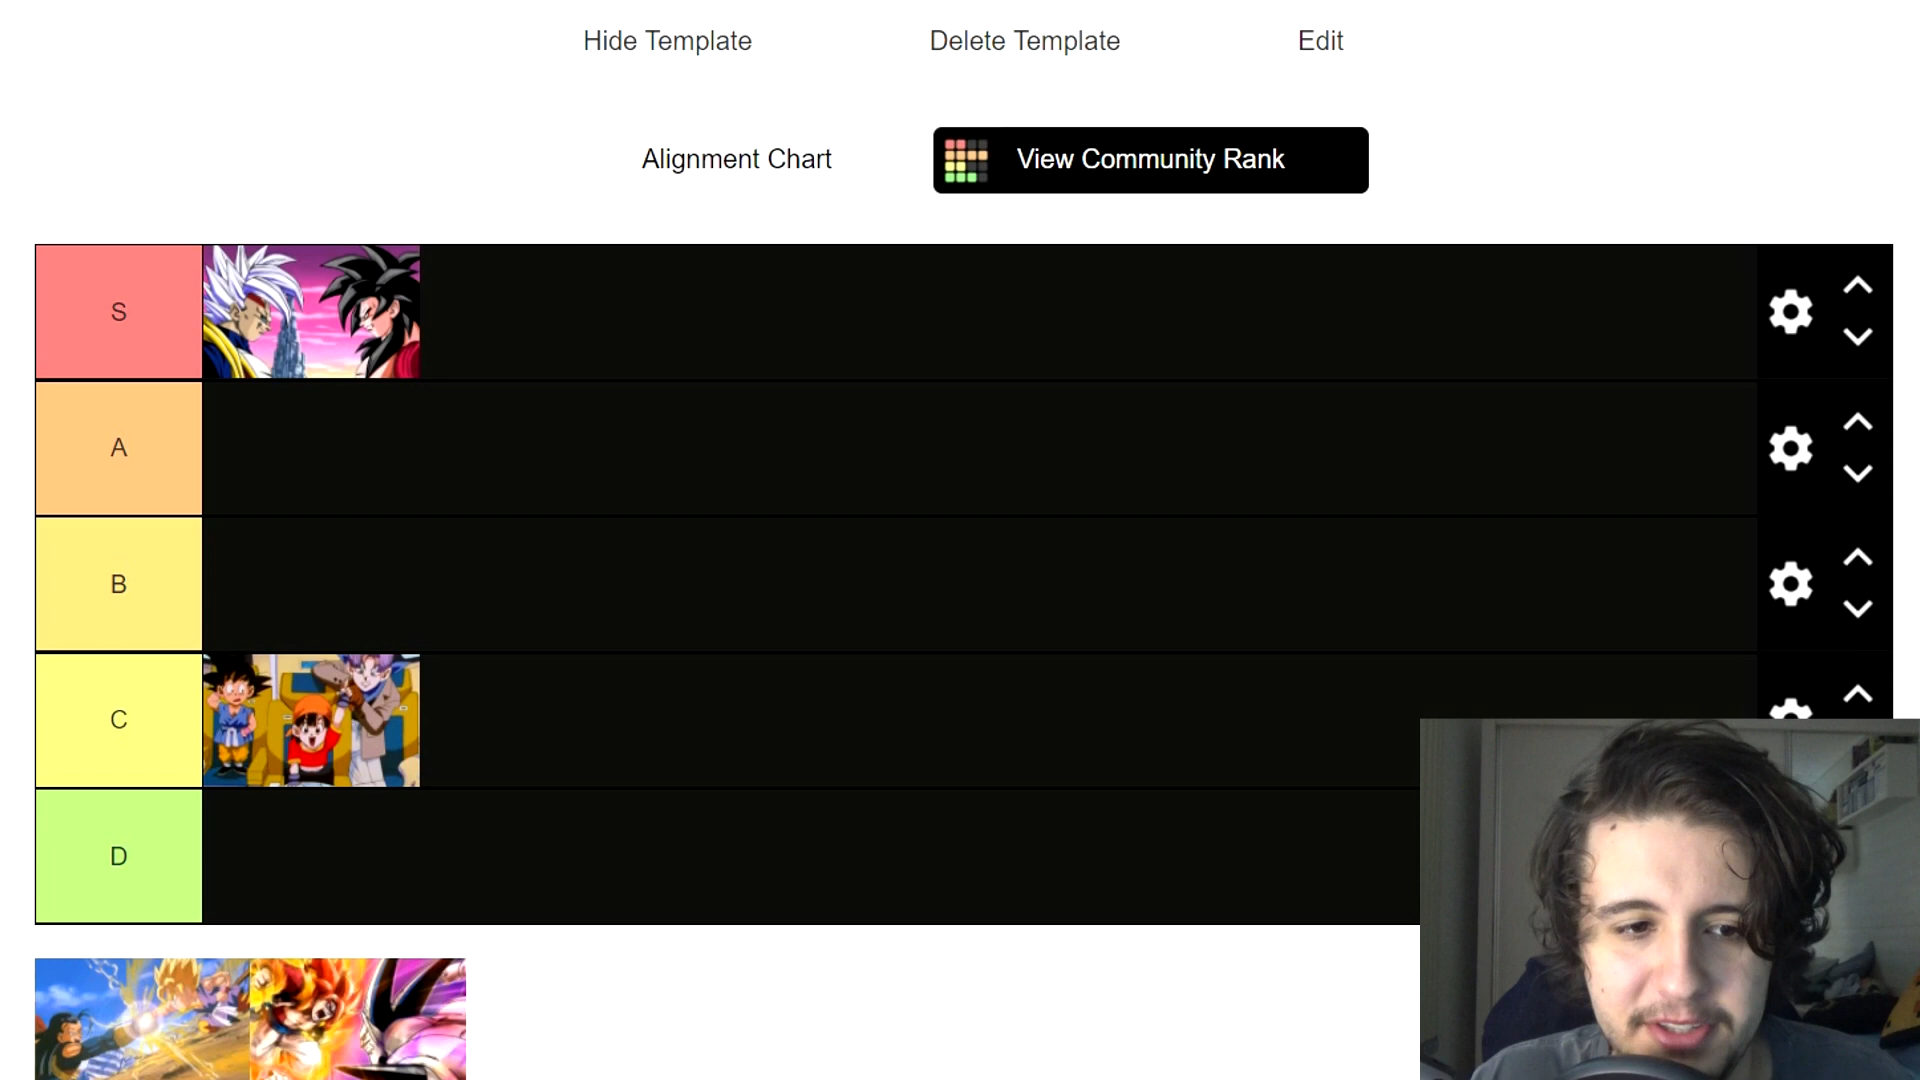 Hide Template Delete Template Edit
Alignment Chart View Community Rank
S
A
B
C
D